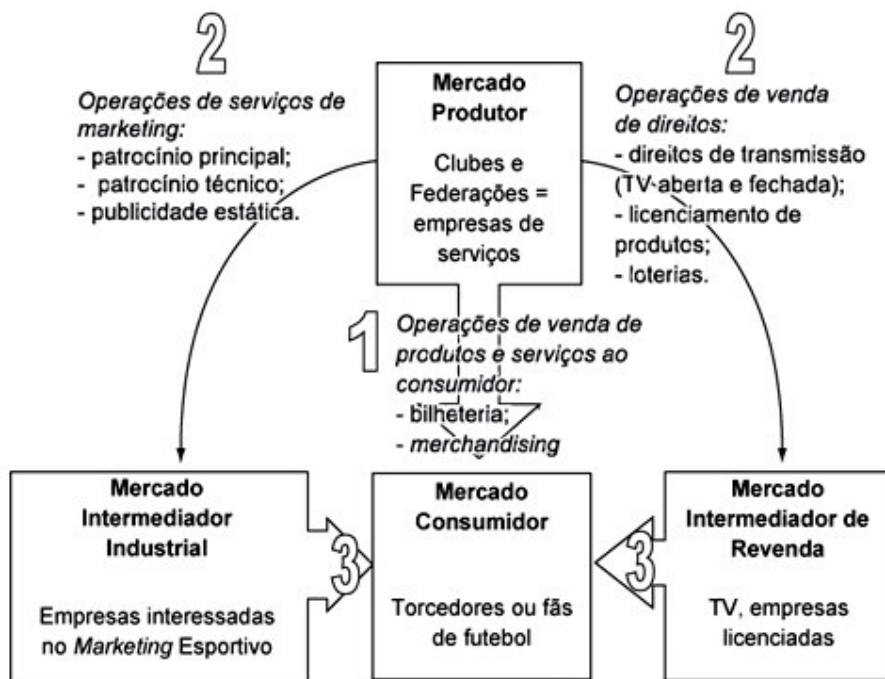 2
Operações de serviços de
marketing:
- patrocínio principal;
- patrocínio técnico;
- publicidade estática.
Mercado
Produtor
Clubes e
Federações =
empresas de
serviços
2
Operações de venda
de direitos:
- direitos de transmissão
(TV aberta e fechada);
- licenciamento de
produtos;
- loterias.
1
Operações de venda de
produtos e serviços ao
consumidor:
- bilheteria;
- merchandising
Mercado
Intermediador
Industrial
Empresas interessadas
no Marketing Esportivo
3
Mercado
Consumidor
Torcedores ou fãs
de futebol
3
Mercado
Intermediador de
Revenda
TV, empresas
licenciadas